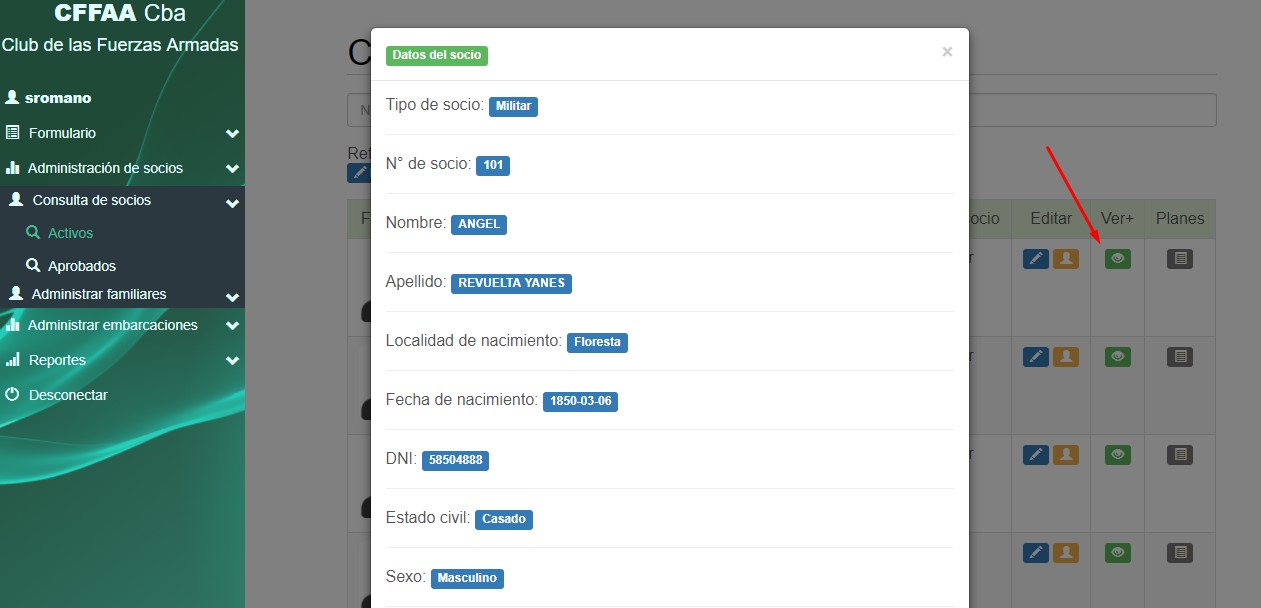 CFFAA Cba
Club de las Fuerzas Armadas
sromano
Formulario
Administración de socios
Consulta de socios
Activos
Aprobados
Administrar familiares
Administrar embarcaciones
Reportes
Desconectar
C
N
Ref
F
ocio Editar Ver+ Planes
r
r
r
Datos del socio ×
Tipo de socio: Militar
N° de socio: 101
Nombre: ANGEL
Apellido: REVUELTA YANES
Localidad de nacimiento: Floresta
Fecha de nacimiento: 1850-03-06
DNI: 58504888
Estado civil: Casado
Sexo: Masculino